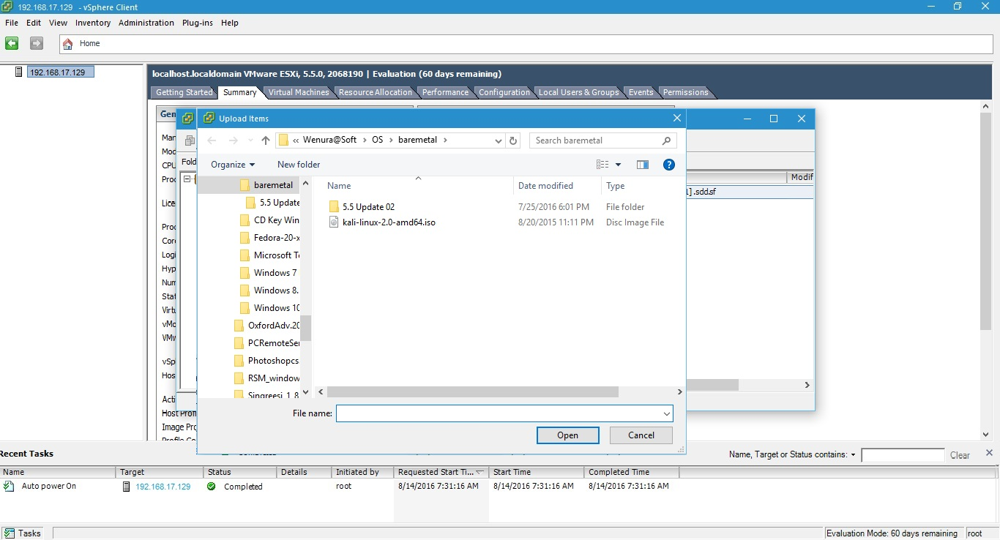 192.168.17.129 - vSphere Client
File Edit View Inventory Administration Plug-ins Help
Home
192.168.17.129
localhost.localdomain VMware ESXi, 5.5.0, 2068190 | Evaluation (60 days remaining)
Getting Started Summary Virtual Machines Resource Allocation Performance Configuration Local Users & Groups Events Permissions
Gen
Man
Mod
CPU
Proc
Lice
Proc
Core
Logi
Hyp
Num
Stat
Virtu
vMo
VMw
vSp
Hos
Acti
Host Profi
Image Pro
Profile Co
Fold
Modif
1].sdd.sf
Upload Items
« Wenura@Soft > OS > baremetal >
Search baremetal
Organize New folder
baremetal
5.5 Update
CD Key Win
Fedora-20-x
Microsoft To
Windows 7
Windows 8.
Windows 10
OxfordAdv.20
PCRemoteSer
Photoshopcs
RSM_window
Singreesi_1_8
Name Date modified Type
5.5 Update 02 7/25/2016 6:01 PM File folder
kali-linux-2.0-amd64.iso 8/20/2015 11:11 PM Disc Image File
File name:
Open Cancel
Recent Tasks
Name, Target or Status contains: Clear
Name Target Status Details Initiated by Requested Start Ti... Start Time Completed Time
Auto power On 192.168.17.129 Completed root 8/14/2016 7:31:16 AM 8/14/2016 7:31:16 AM 8/14/2016 7:31:16 AM
Tasks
Evaluation Mode: 60 days remaining root